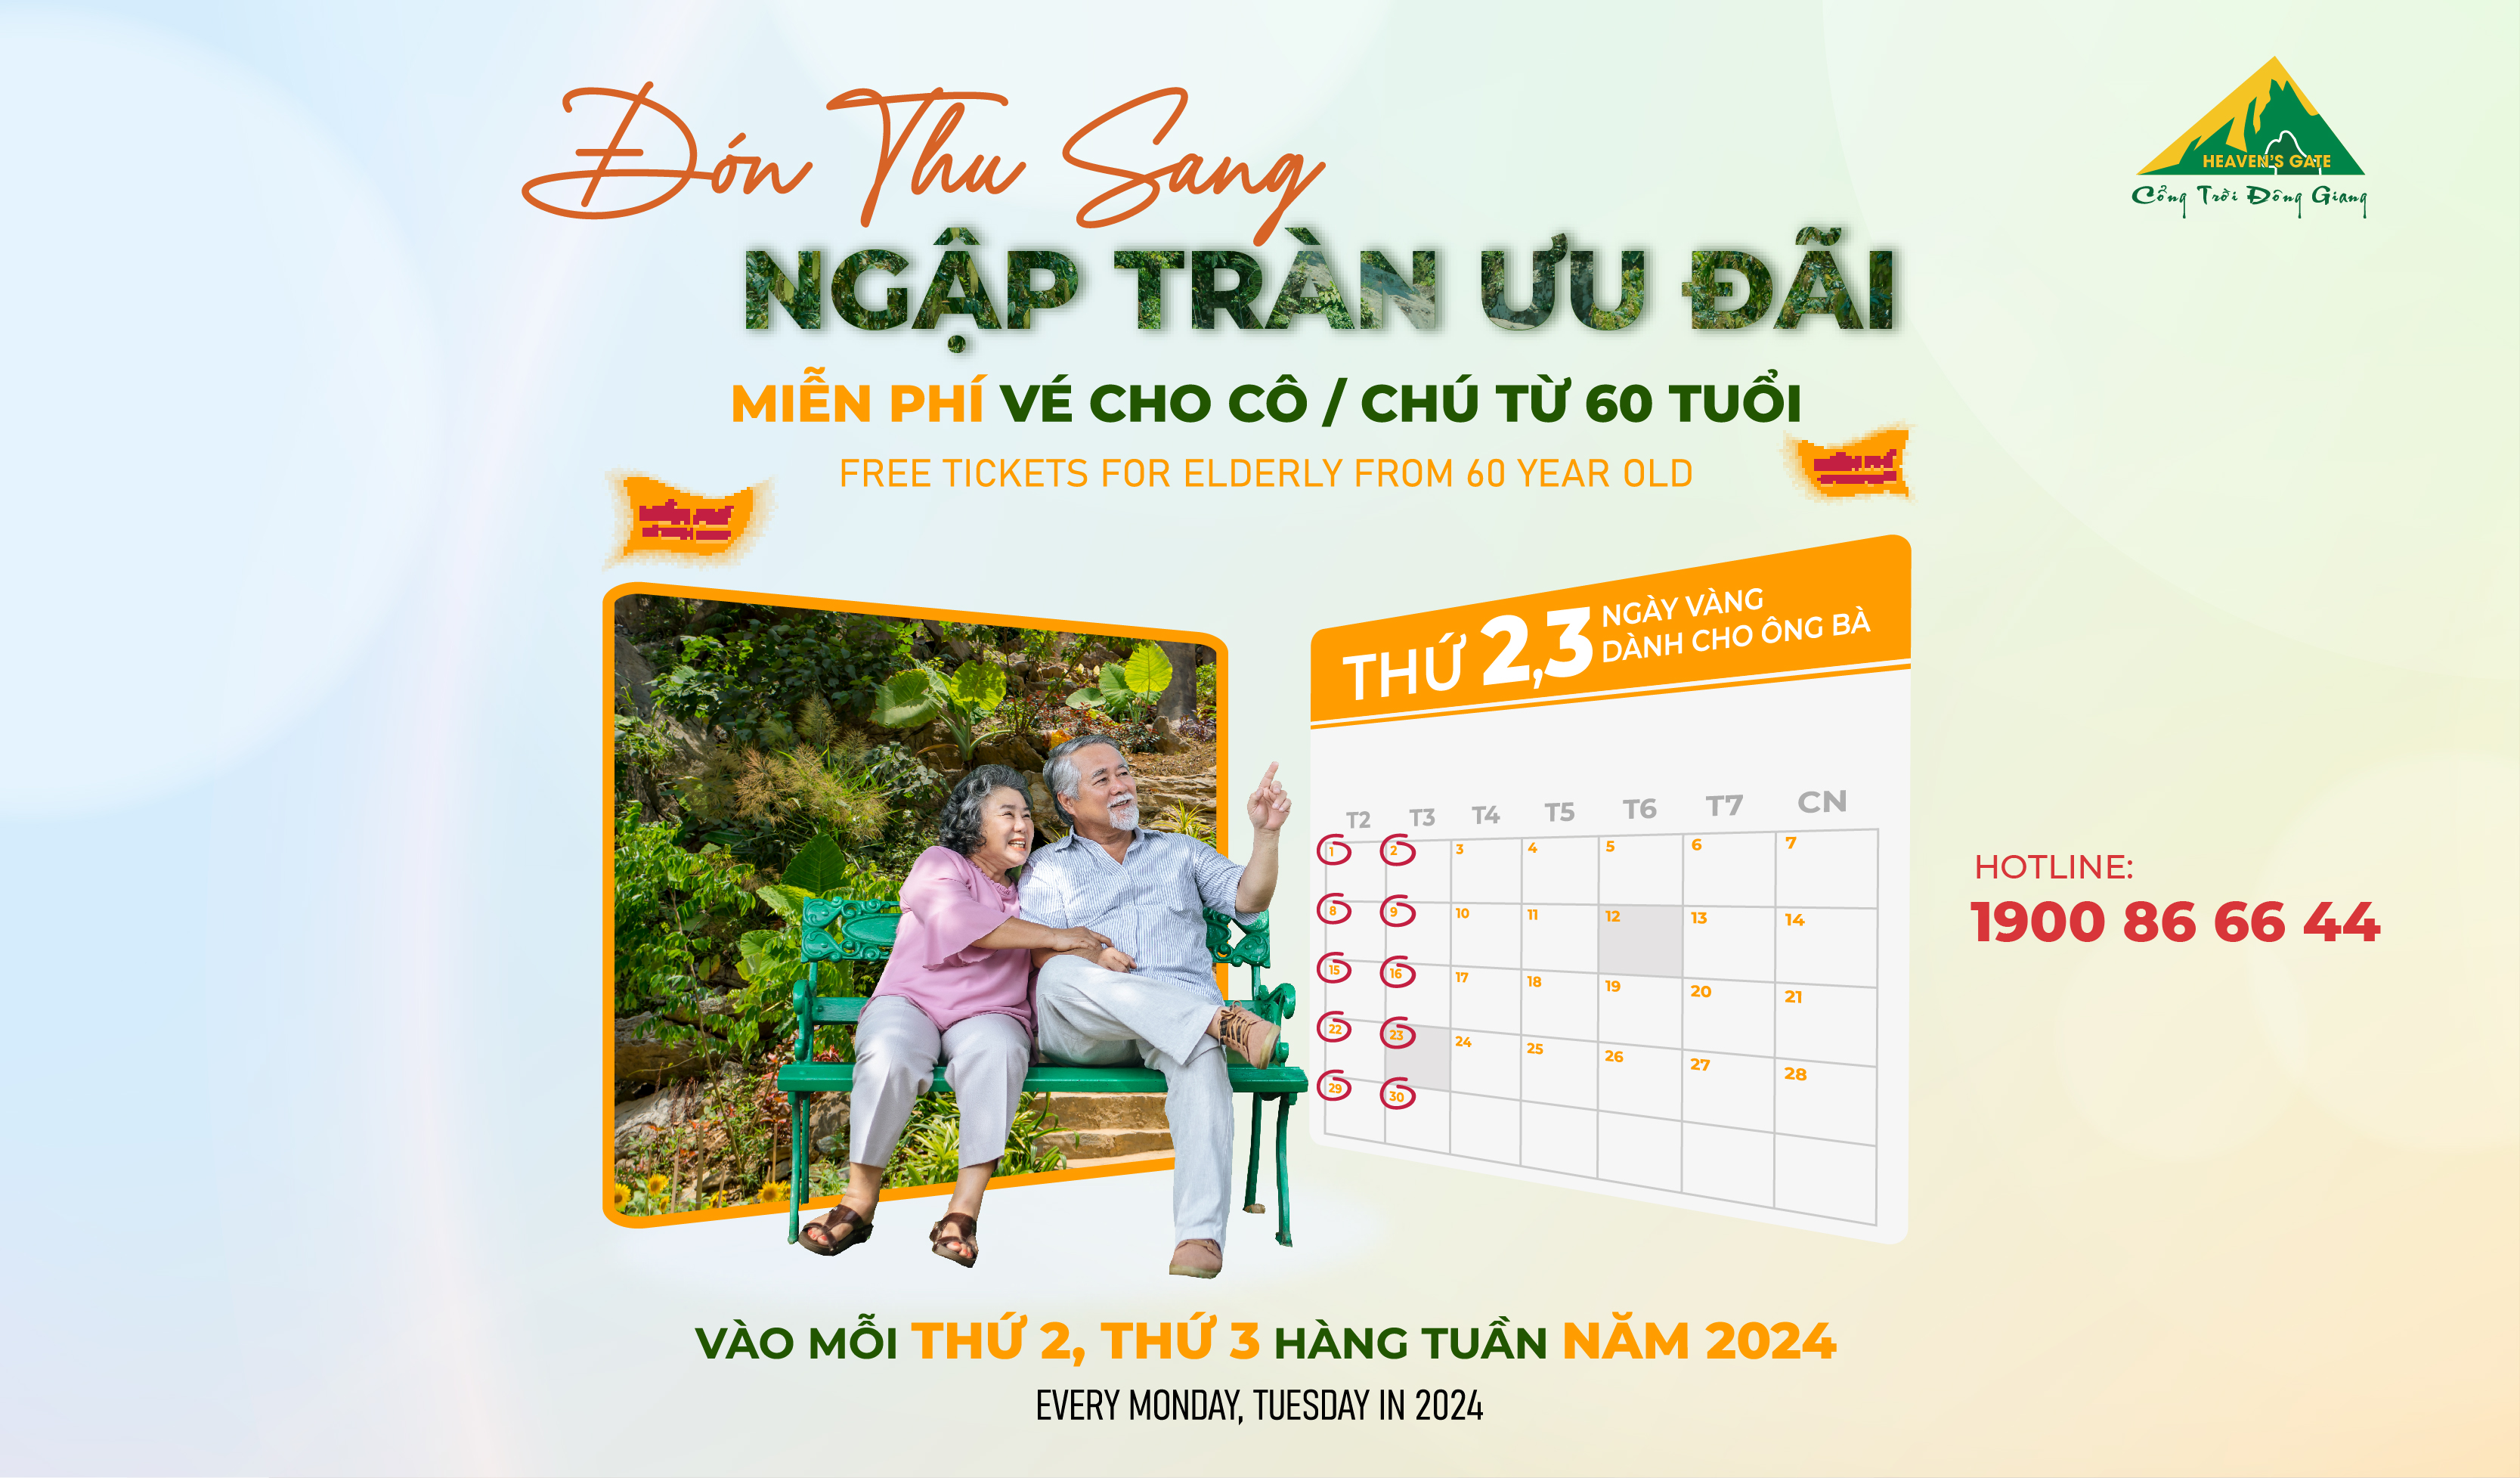 Đón Thu Sang
HEAVEN'S GATE
Cổng Trời Đông Giang
NGẬP TRÀN ƯU ĐÃI
MIỄN PHÍ VÉ CHO CÔ / CHÚ TỪ 60 TUỔI
FREE TICKETS FOR ELDERLY FROM 60 YEAR OLD
THỨ 2,3 NGÀY VÀNG
DÀNH CHO ÔNG BÀ
T2 T3 T4 T5 T6 T7 CN
1 2 3 4 5 6 7
8 9 10 11 12 13 14
15 16 17 18 19 20 21
22 23 24 25 26 27 28
29 30
HOTLINE:
1900 86 66 44
VÀO MỖI THỨ 2, THỨ 3 HÀNG TUẦN NĂM 2024
EVERY MONDAY, TUESDAY IN 2024